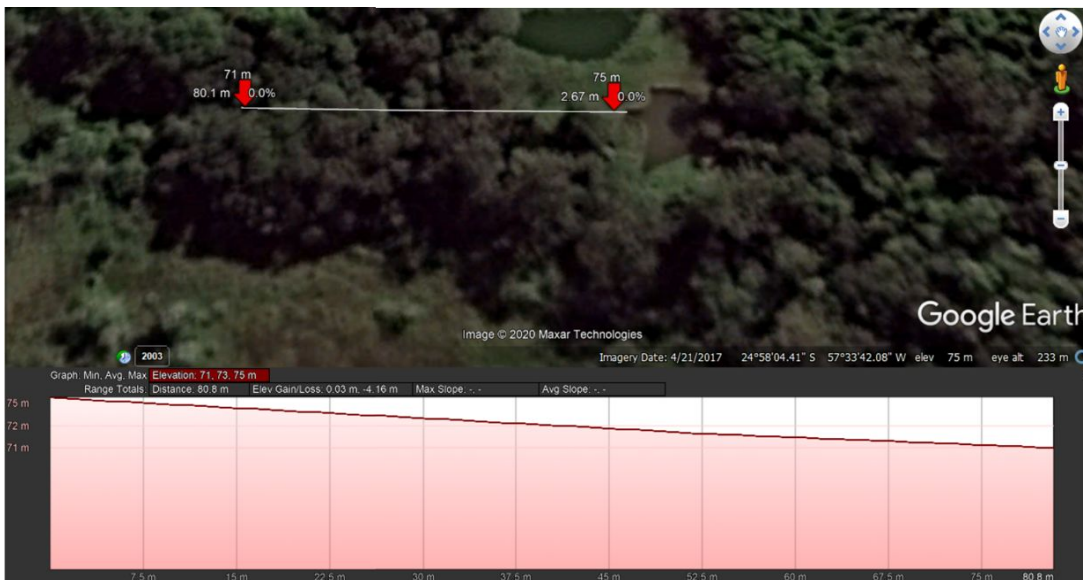 71 m
80.1 m 0.0%
75 m
2.67 m 0.0%
Google Earth
Image © 2020 Maxar Technologies
2003
Imagery Date: 4/21/2017 24°58'04.41" S 57°33'42.08" W elev 75 m eye alt 233 m
Graph: Min, Avg, Max Elevation: 71, 73, 75 m
Range Totals Distance: 80.8 m Elev Gain/Loss: 0.03 m, -4.16 m Max Slope: -, - Avg Slope: -, -
75 m
72 m
71 m
7.5 m 15 m 22.5 m 30 m 37.5 m 45 m 52.5 m 60 m 67.5 m 75 m 80.8 m